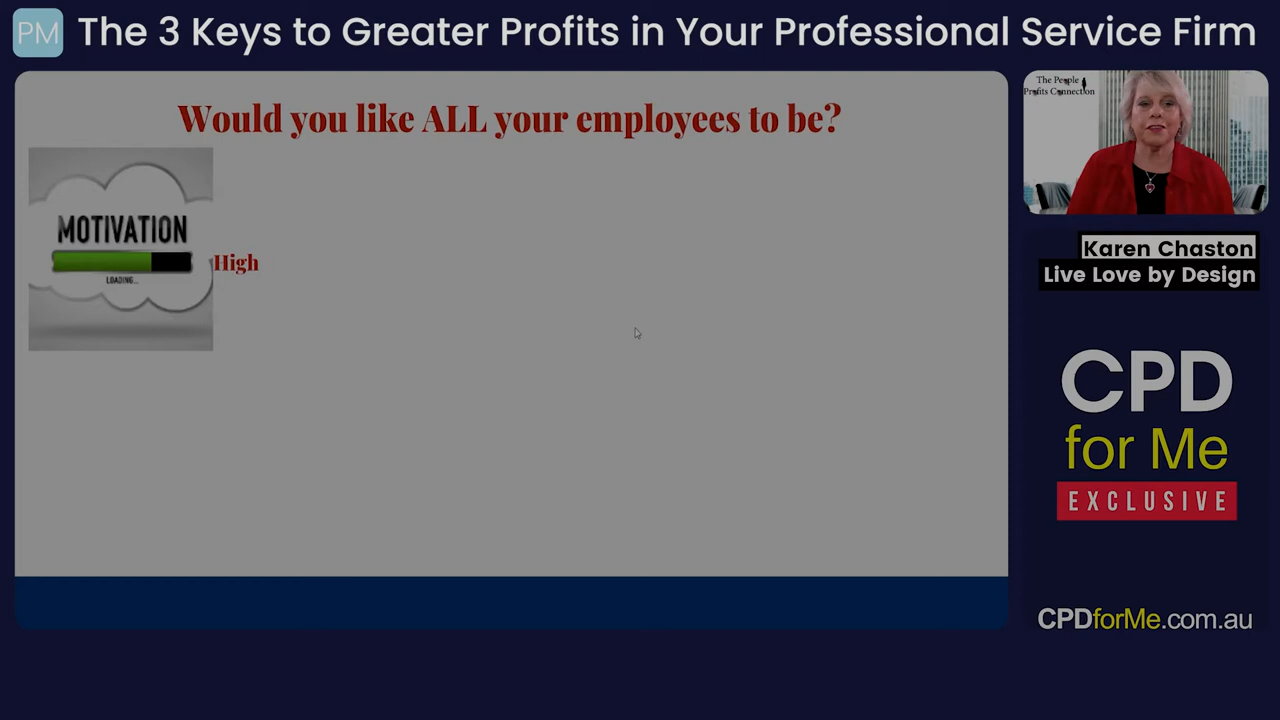 PM The 3 Keys to Greater Profits in Your Professional Service Firm
Would you like ALL your employees to be?
MOTIVATION
LOADING...
High
The People
Profits Connection
Karen Chaston
Live Love by Design
CPD
for Me
EXCLUSIVE
CPDforMe.com.au